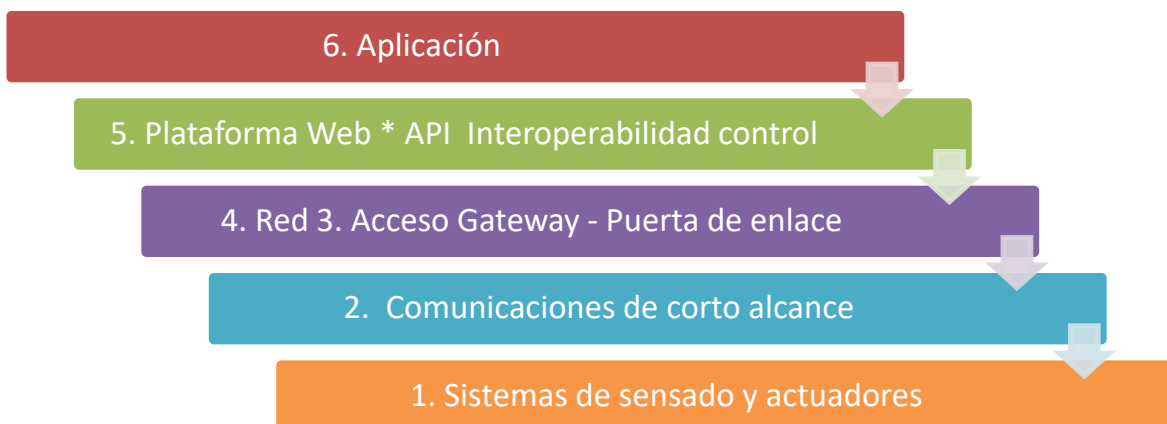 6. Aplicación
5. Plataforma Web * API  Interoperabilidad control
4. Red 3. Acceso Gateway - Puerta de enlace
2.  Comunicaciones de corto alcance
1. Sistemas de sensado y actuadores